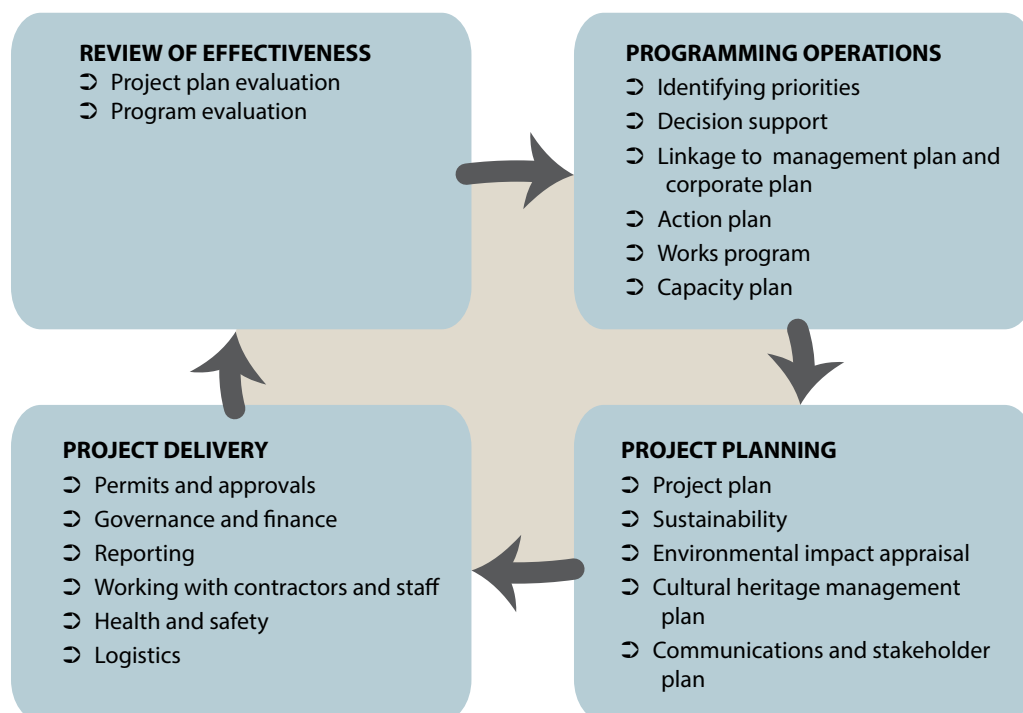 REVIEW OF EFFECTIVENESS
➲ Project plan evaluation
➲ Program evaluation
PROGRAMMING OPERATIONS
➲ Identifying priorities
➲ Decision support
➲ Linkage to management plan and
corporate plan
➲ Action plan
➲ Works program
➲ Capacity plan
PROJECT DELIVERY
➲ Permits and approvals
➲ Governance and finance
➲ Reporting
➲ Working with contractors and staff
➲ Health and safety
➲ Logistics
PROJECT PLANNING
➲ Project plan
➲ Sustainability
➲ Environmental impact appraisal
➲ Cultural heritage management
plan
➲ Communications and stakeholder
plan